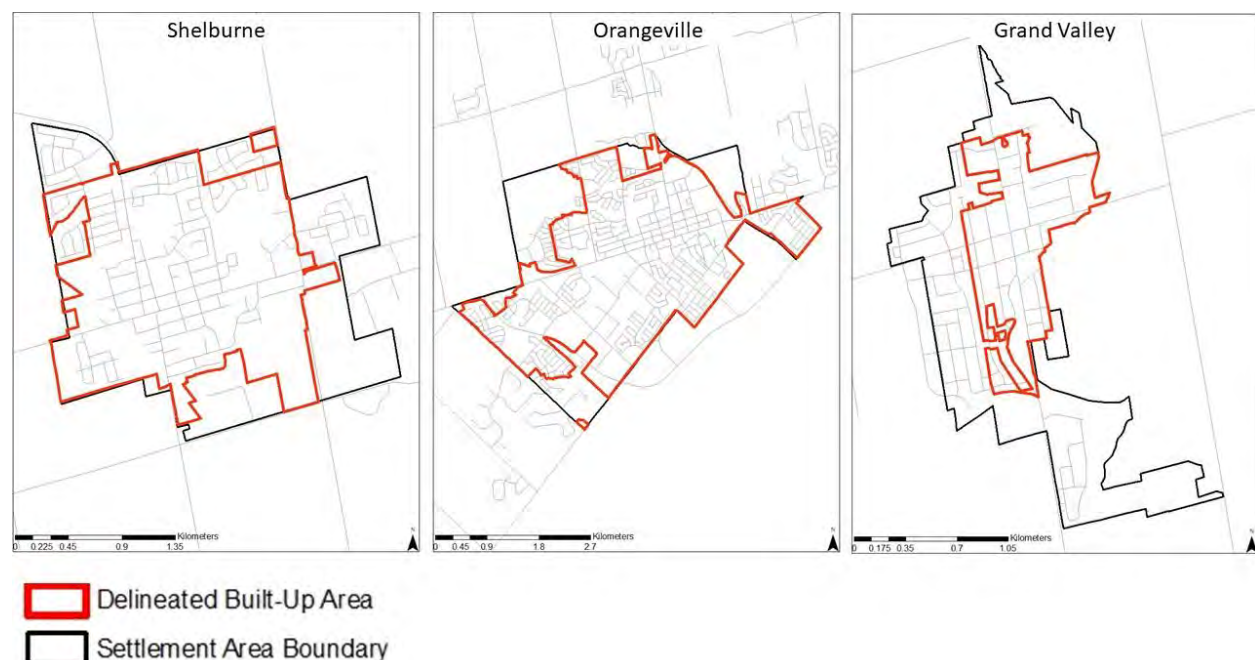 Shelburne
Orangeville
Grand Valley
Kilometers
0 0.225 0.45 0.9 1.35
N
Kilometers
0 0.45 0.9 1.8 2.7
N
Kilometers
0 0.175 0.35 0.7 1.05
N
Delineated Built-Up Area
Settlement Area Boundary